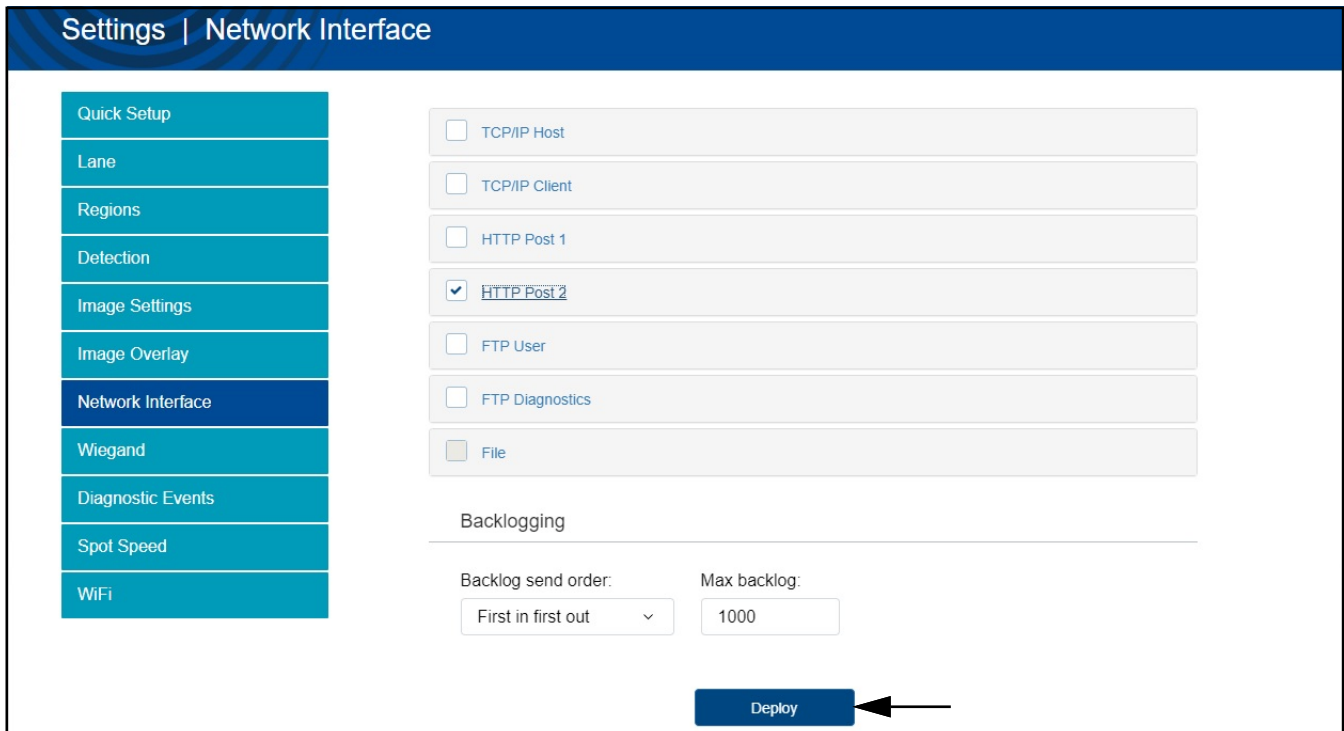 Settings | Network Interface
Quick Setup
Lane
Regions
Detection
Image Settings
Image Overlay
Network Interface
Wiegand
Diagnostic Events
Spot Speed
WiFi
TCP/IP Host
TCP/IP Client
HTTP Post 1
HTTP Post 2
FTP User
FTP Diagnostics
File
Backlogging
Backlog send order: Max backlog:
First in first out 1000
Deploy